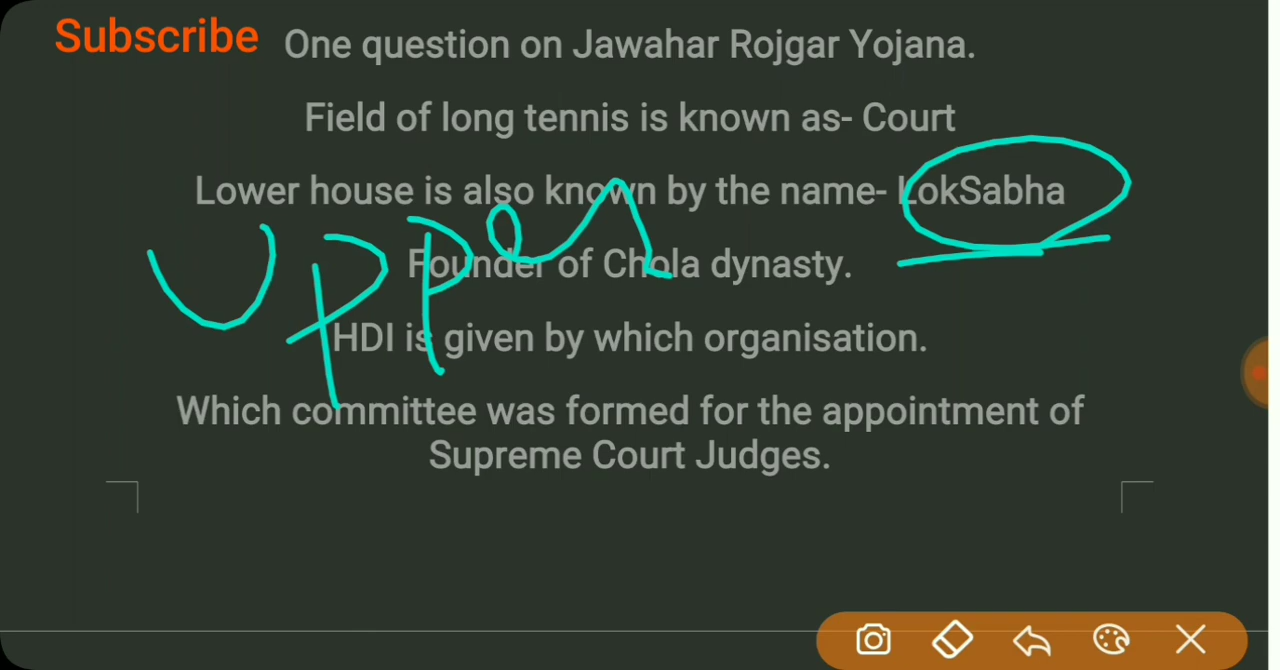 Subscribe One question on Jawahar Rojgar Yojana.
Field of long tennis is known as- Court
Lower house is also known by the name- LokSabha
Upper
Founder of Chola dynasty.
HDI is given by which organisation.
Which committee was formed for the appointment of
Supreme Court Judges.